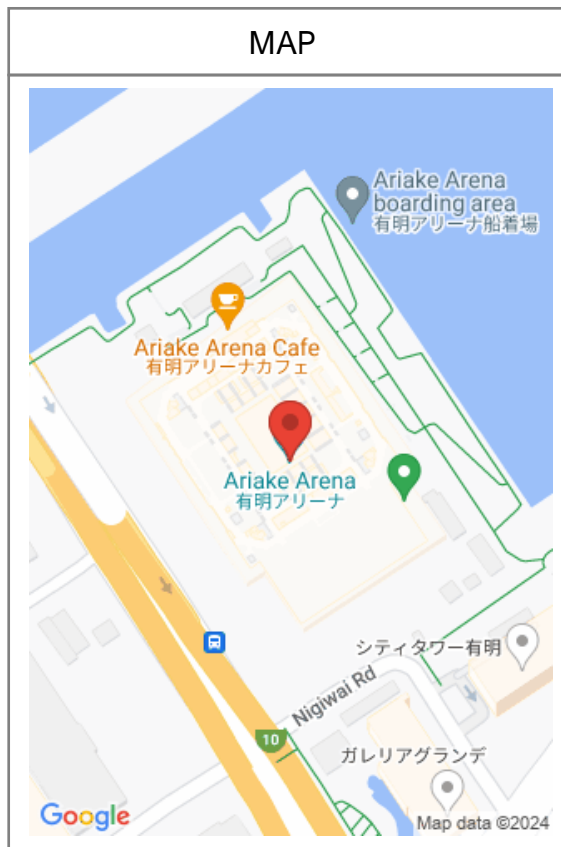 MAP
Ariake Arena
boarding area
有明アリーナ船着場
Ariake Arena Cafe
有明アリーナカフェ
Ariake Arena
有明アリーナ
シティタワー有明
Nigiwai Rd
10
ガレリアグランデ
Google
Map data ©2024